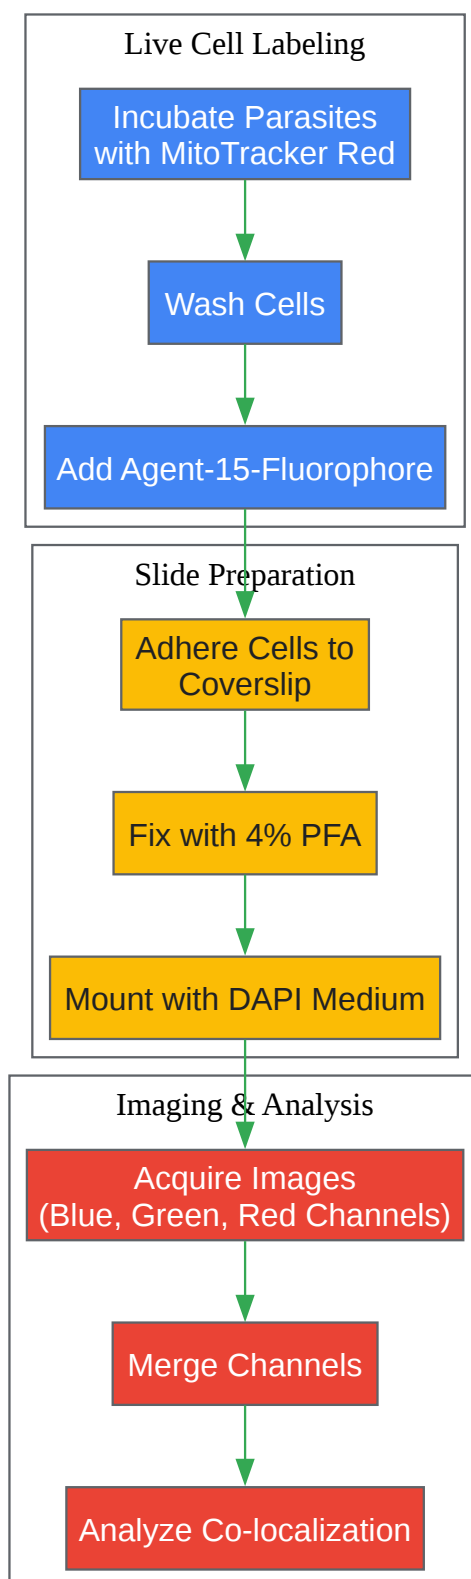 Live Cell Labeling
Incubate Parasites
with MitoTracker Red
Wash Cells
Add Agent-15-Fluorophore
Slide Preparation
Adhere Cells to
Coverslip
Fix with 4% PFA
Mount with DAPI Medium
Imaging & Analysis
Acquire Images
(Blue, Green, Red Channels)
Merge Channels
Analyze Co-localization